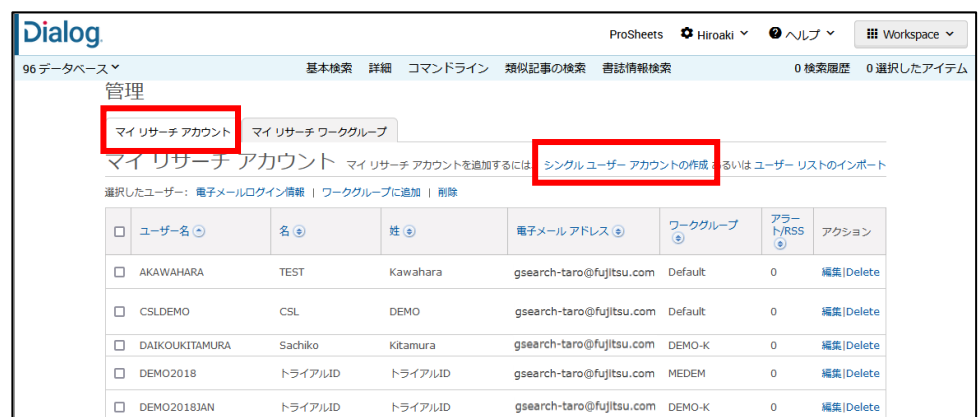 Dialog. ProSheets Hiroaki ヘルプ Workspace
96データベース 基本検索 詳細 コマンドライン 類似記事の検索 書誌情報検索 0 検索履歴 0 選択したアイテム
管理
マイ リサーチ アカウント マイ リサーチ ワークグループ
マイ リサーチ アカウント マイ リサーチ アカウントを追加するには シングル ユーザー アカウントの作成 あるいは ユーザー リストのインポート
選択したユーザー: 電子メールログイン情報 | ワークグループに追加 | 削除
ユーザー名 名 姓 電子メール アドレス ワークグループ アラート/RSS アクション
AKAWAHARA TEST Kawahara gsearch-taro@fujitsu.com Default 0 編集|Delete
CSLDEMO CSL DEMO gsearch-taro@fujitsu.com Default 0 編集|Delete
DAIKOUKITAMURA Sachiko Kitamura gsearch-taro@fujitsu.com DEMO-K 0 編集|Delete
DEMO2018 トライアルID トライアルID gsearch-taro@fujitsu.com MEDEM 0 編集|Delete
DEMO2018JAN トライアルID トライアルID gsearch-taro@fujitsu.com DEMO-K 0 編集|Delete